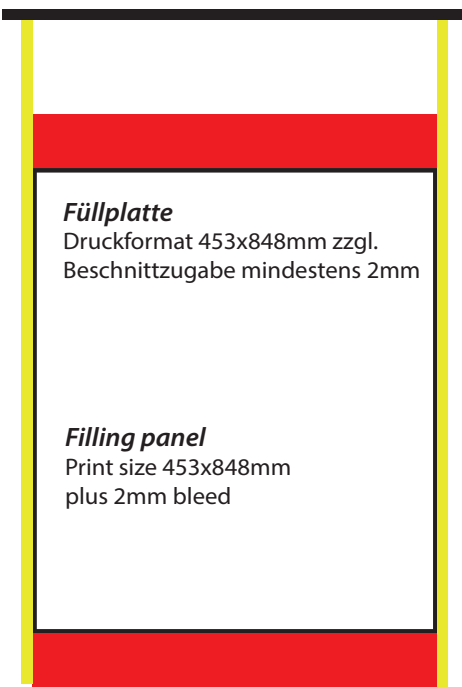 Füllplatte
Druckformat 453x848mm zzgl.
Beschnittzugabe mindestens 2mm
Filling panel
Print size 453x848mm
plus 2mm bleed